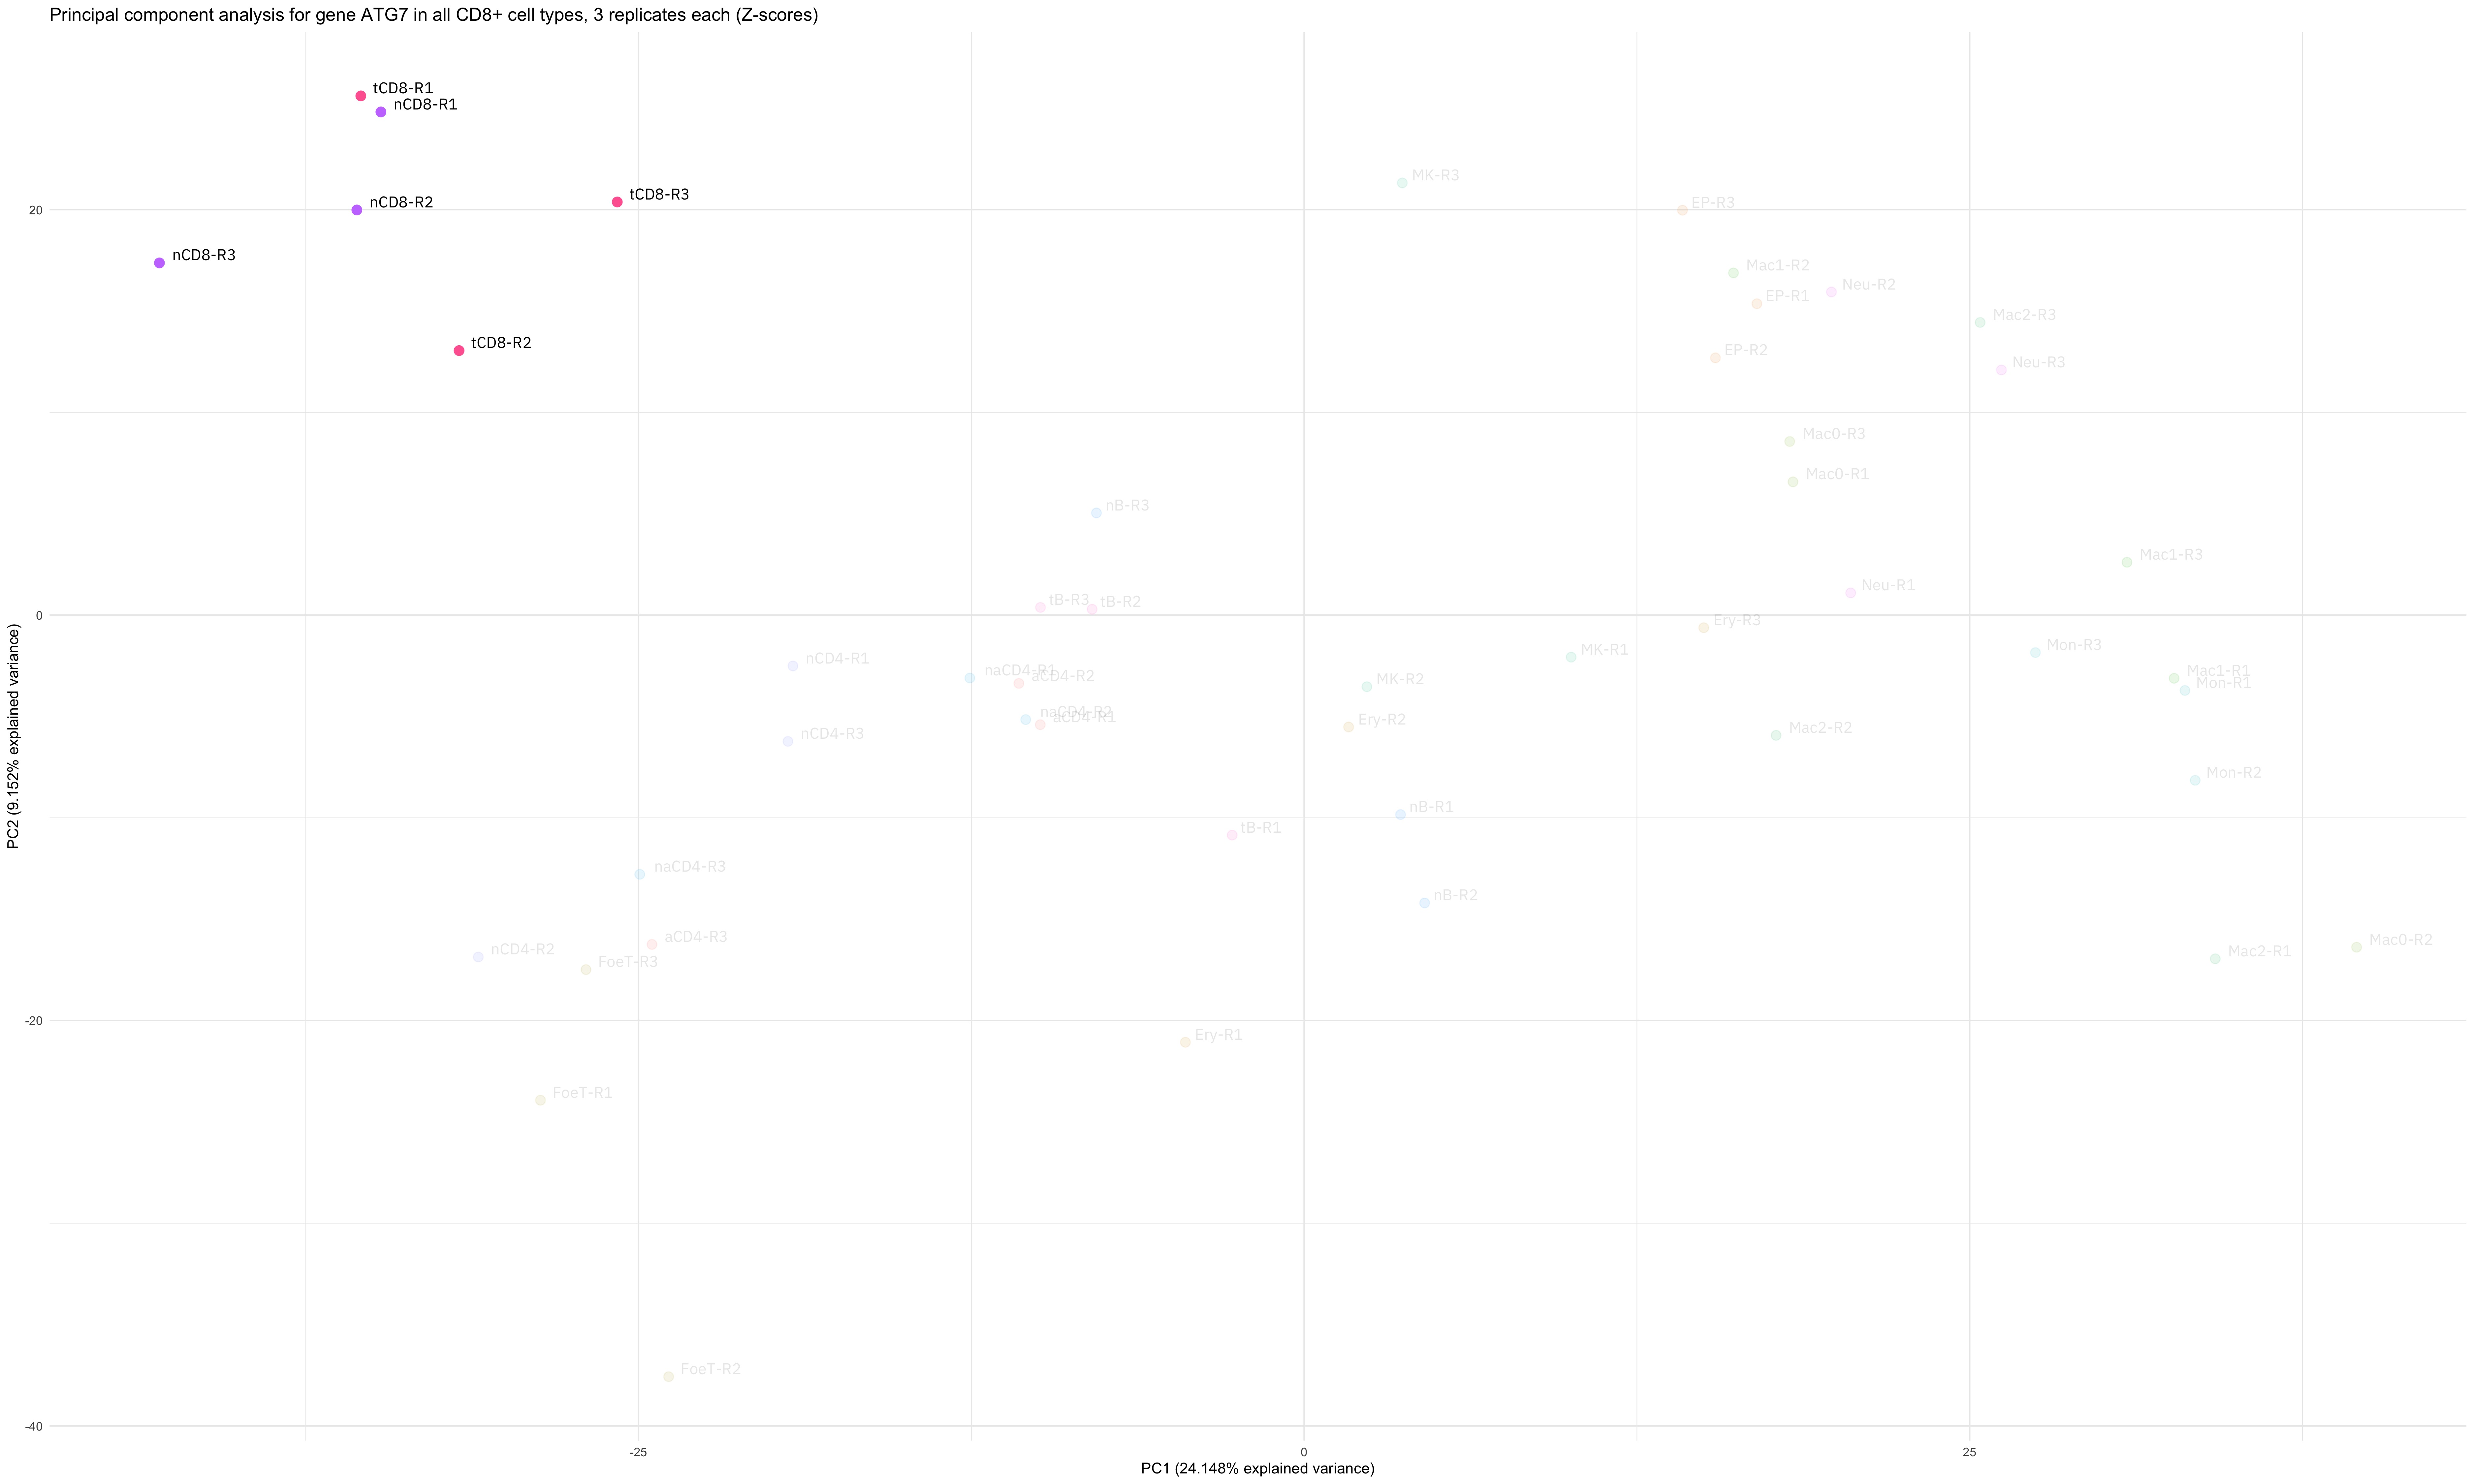 Principal component analysis for gene ATG7 in all CD8+ cell types, 3 replicates each (Z-scores)
tCD8-R1
nCD8-R1
MK-R3
tCD8-R3
nCD8-R2
EP-R3
20
nCD8-R3
Mac1-R2
Neu-R2
EP-R1
Mac2-R3
tCD8-R2
EP-R2
Neu-R3
Mac0-R3
Mac0-R1
nB-R3
Mac1-R3
Neu-R1
tB-R3
tB-R2
0
Ery-R3
Mon-R3
MK-R1
nCD4-R1
naCD4-R1
aCD4-R2
Mac1-R1
MK-R2
Mon-R1
naCD4-R2
aCD4-R1
Ery-R2
Mac2-R2
nCD4-R3
PC2 (9.152% explained variance)
Mon-R2
nB-R1
tB-R1
naCD4-R3
nB-R2
aCD4-R3
Mac0-R2
nCD4-R2
Mac2-R1
FoeT-R3
-20
Ery-R1
FoeT-R1
FoeT-R2
-40
-25
0
25
PC1 (24.148% explained variance)